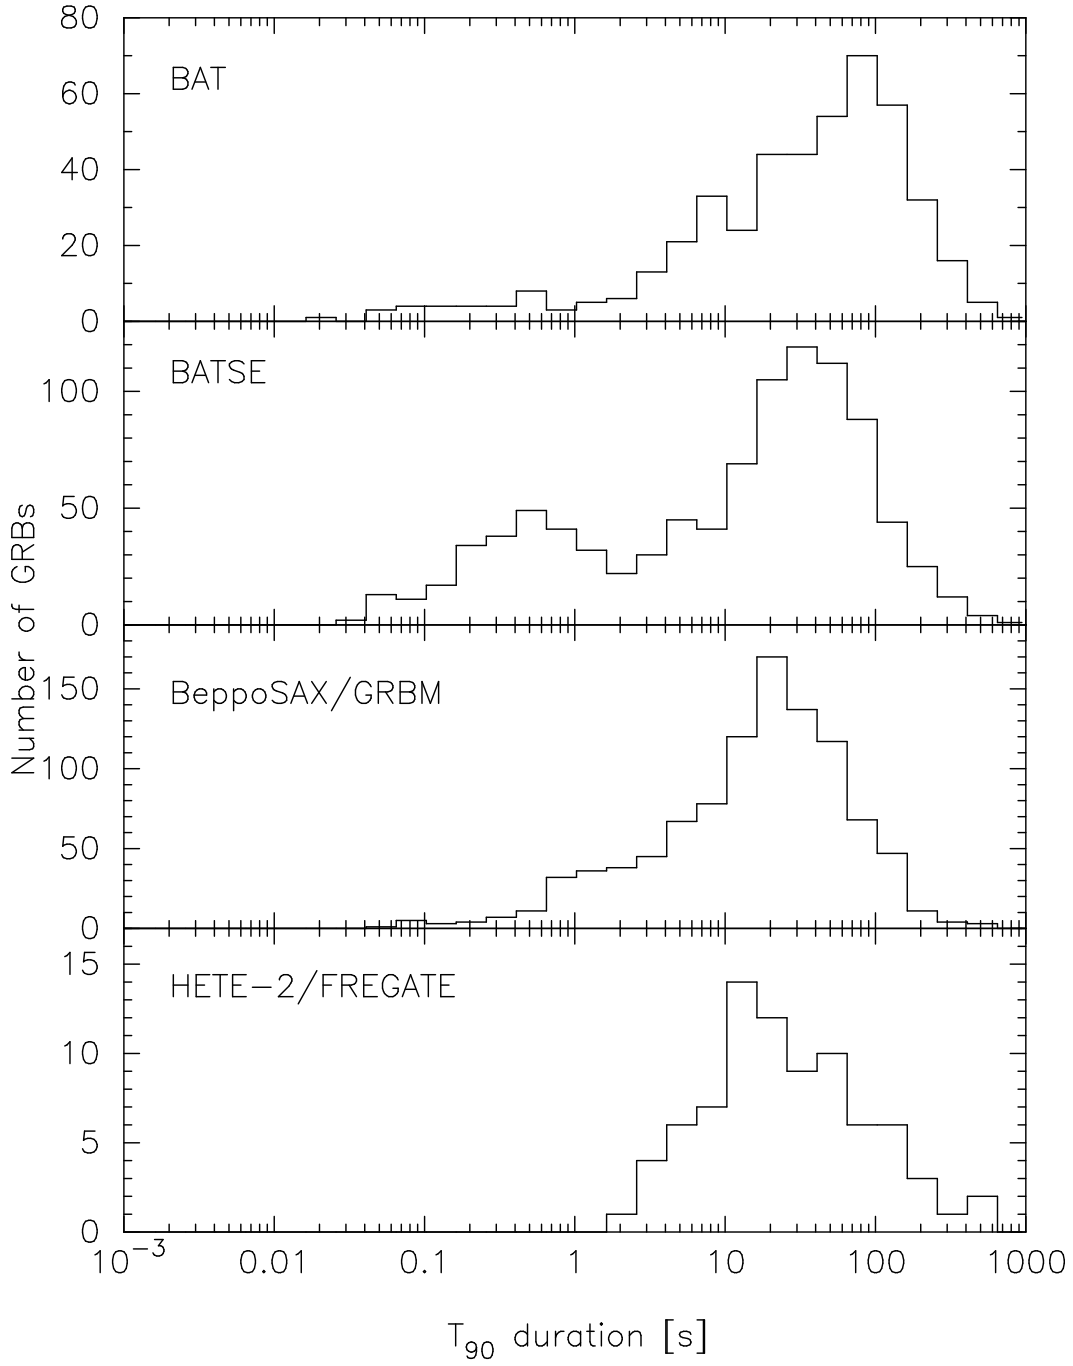 80
BAT
60
40
20
0
BATSE
100
50
0
Number of GRBs
BeppoSAX/GRBM
150
100
50
0
HETE-2/FREGATE
15
10
5
0
10⁻³ 0.01 0.1 1 10 100 1000
T₉₀ duration [s]